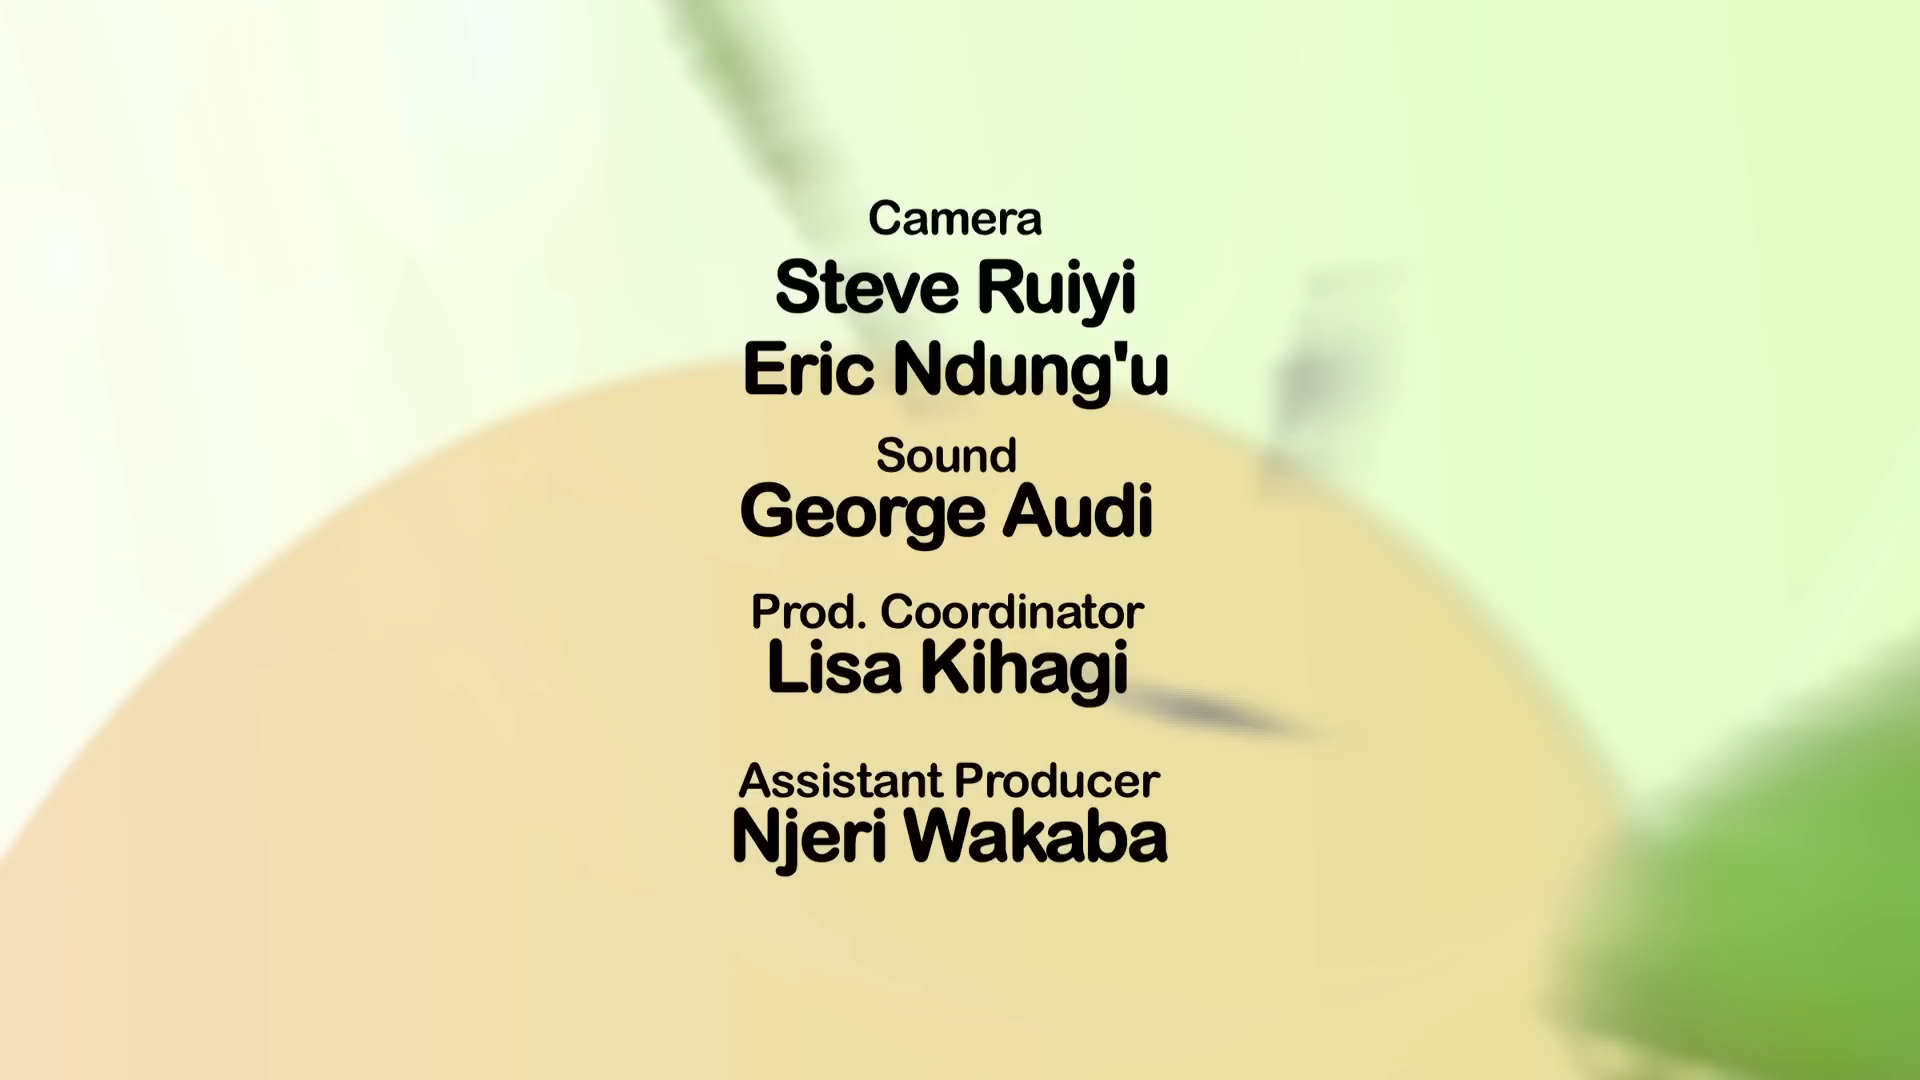 Camera
Steve Ruiyi
Eric Ndung'u
Sound
George Audi
Prod. Coordinator
Lisa Kihagi
Assistant Producer
Njeri Wakaba